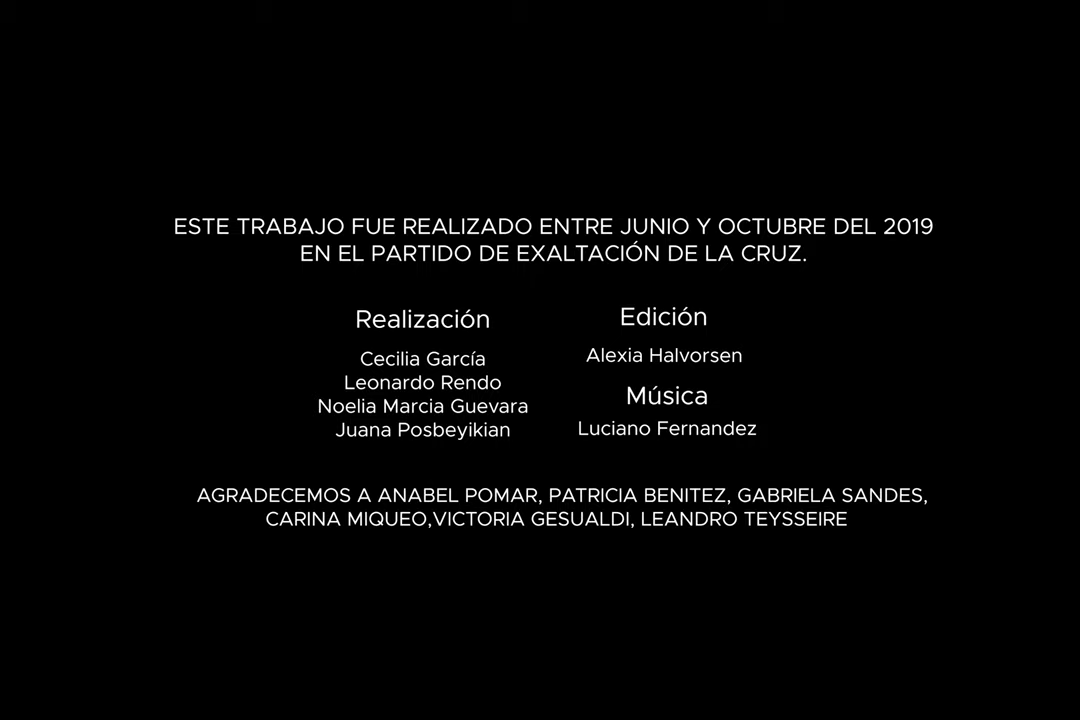 ESTE TRABAJO FUE REALIZADO ENTRE JUNIO Y OCTUBRE DEL 2019
EN EL PARTIDO DE EXALTACIÓN DE LA CRUZ.
Realización
Cecilia García
Leonardo Rendo
Noelia Marcia Guevara
Juana Posbeyikian
Edición
Alexia Halvorsen
Música
Luciano Fernandez
AGRADECEMOS A ANABEL POMAR, PATRICIA BENITEZ, GABRIELA SANDES,
CARINA MIQUEO,VICTORIA GESUALDI, LEANDRO TEYSSEIRE